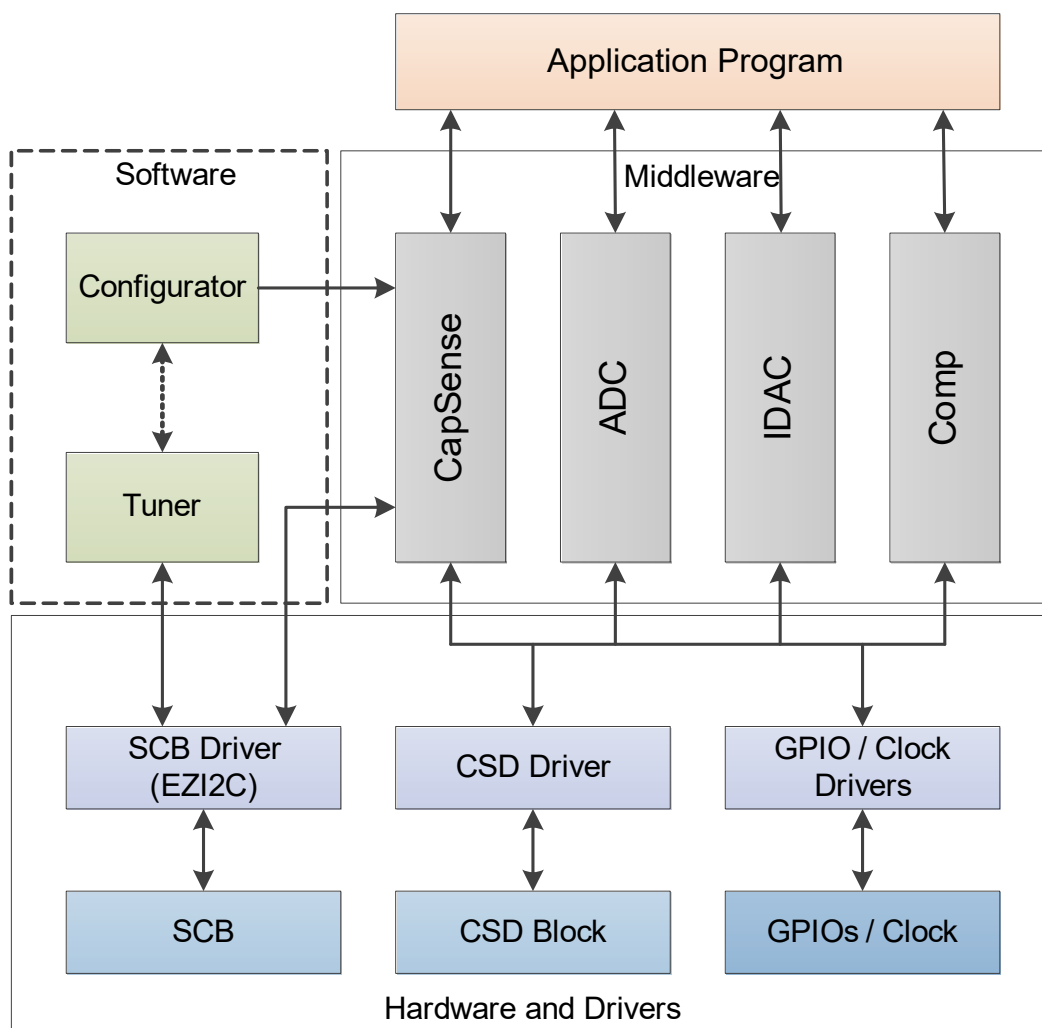 Application Program
Software
Middleware
Configurator
Tuner
CapSense
ADC
IDAC
Comp
SCB Driver
(EZI2C)
CSD Driver
GPIO / Clock
Drivers
SCB
CSD Block
GPIOs / Clock
Hardware and Drivers